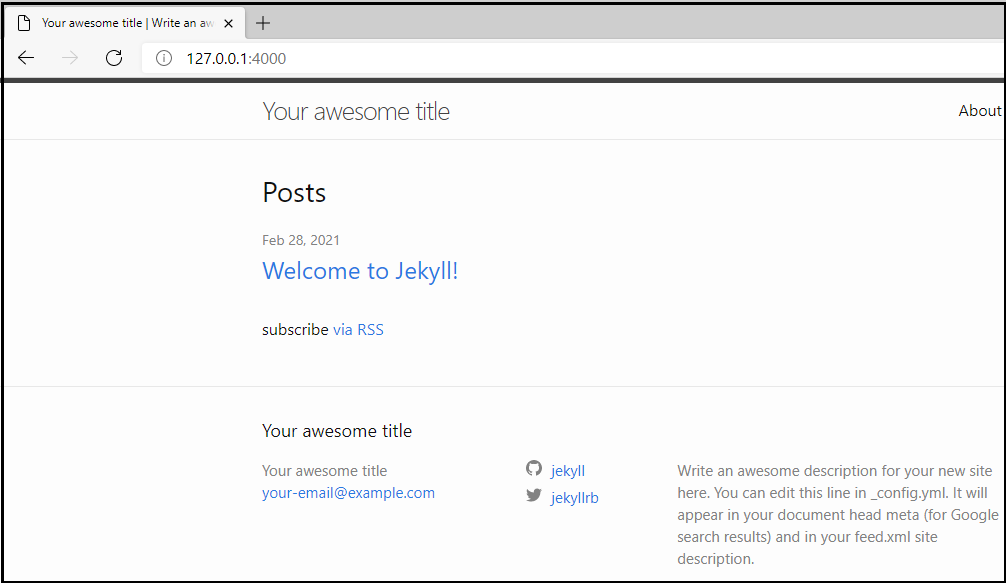 Your awesome title | Write an aw
127.0.0.1:4000
Your awesome title
About
Posts
Feb 28, 2021
Welcome to Jekyll!
subscribe via RSS
Your awesome title
Your awesome title
your-email@example.com
jekyll
jekyllrb
Write an awesome description for your new site
here. You can edit this line in _config.yml. It will
appear in your document head meta (for Google
search results) and in your feed.xml site
description.